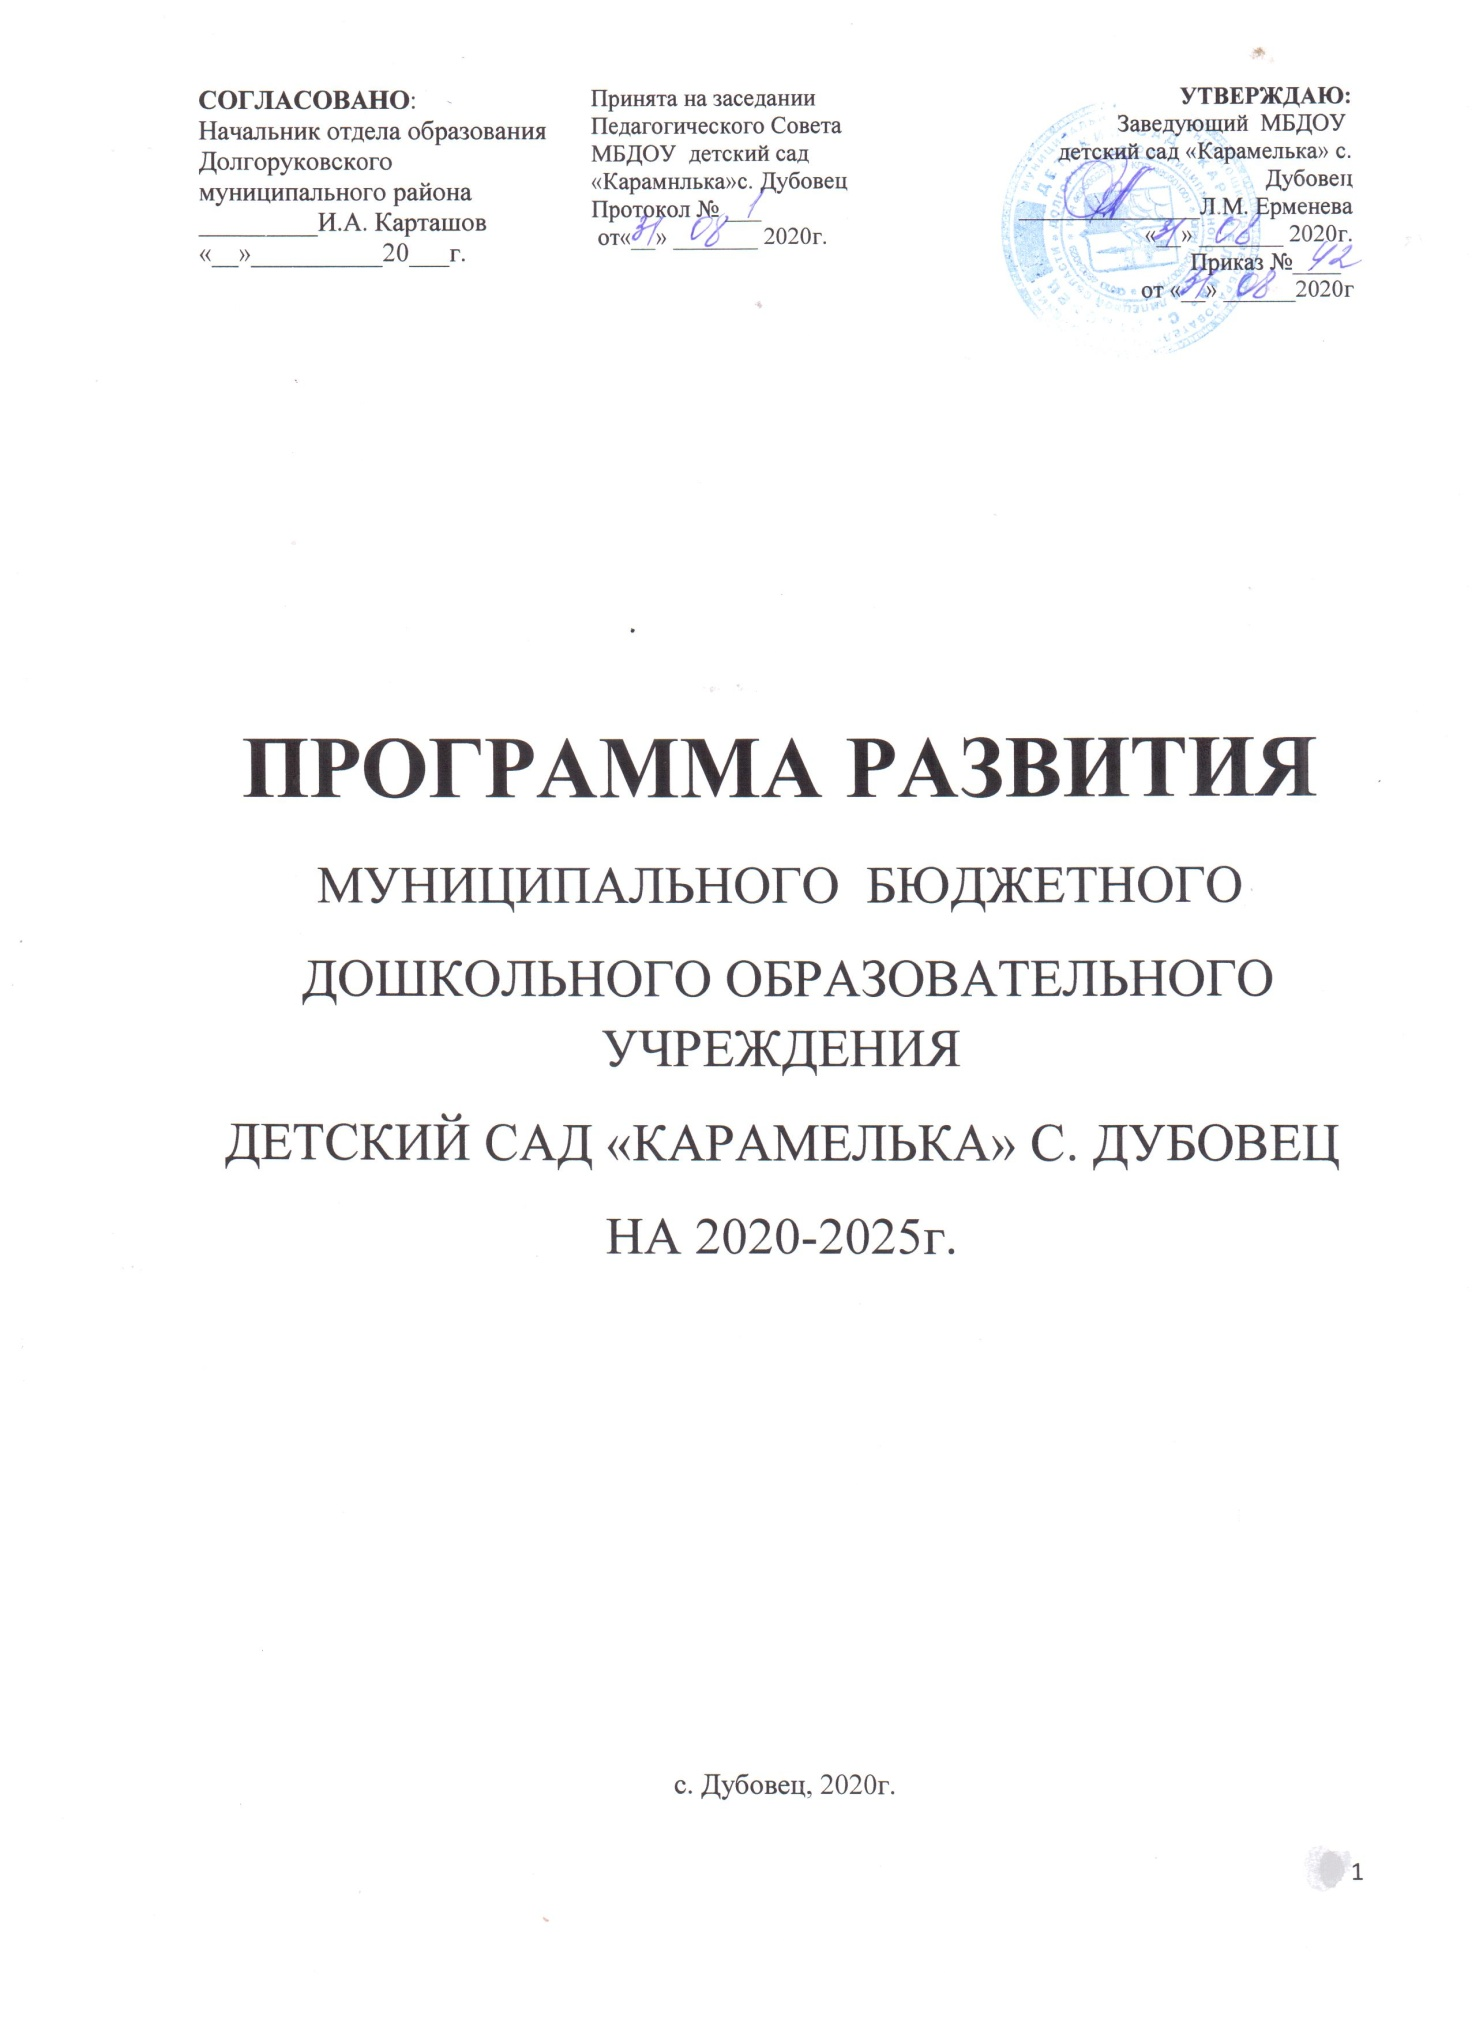 СОГЛАСОВАНО:
Начальник отдела образования
Долгоруковского
муниципального района
_________И.А. Карташов
«__»__________20___г.
Принята на заседании
Педагогического Совета
МБДОУ детский сад
«Карамнлька»с. Дубовец
Протокол № 1
от«31» 08 2020г.
УТВЕРЖДАЮ:
Заведующий МБДОУ
детский сад «Карамелька» с.
Дубовец
Л.М. Ерменева
«31» 08 2020г.
Приказ № 42
от «31» 08 2020г
ПРОГРАММА РАЗВИТИЯ
МУНИЦИПАЛЬНОГО БЮДЖЕТНОГО
ДОШКОЛЬНОГО ОБРАЗОВАТЕЛЬНОГО
УЧРЕЖДЕНИЯ
ДЕТСКИЙ САД «КАРАМЕЛЬКА» С. ДУБОВЕЦ
НА 2020-2025г.
с. Дубовец, 2020г.
1